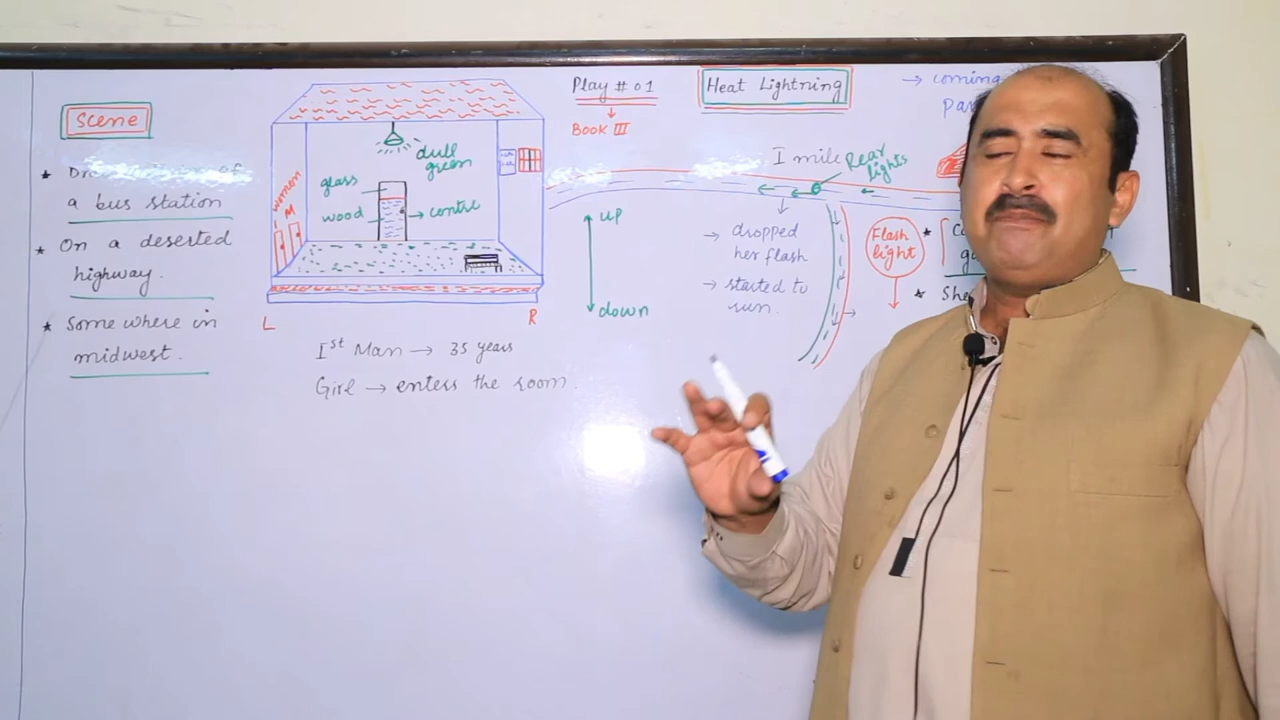 Scene
a bus station
* On a deserted
highway.
* Some where in
midwest.
women
M
glass
wood
dull
green
centre
L
R
Ist Man → 35 years
Girl → enters the room.
Play # 01
Book III
Heat Lightning
→ coming
I mile
Rear
lights
up
down
→ dropped
her flash
→ started to
run.
Flash
light
She